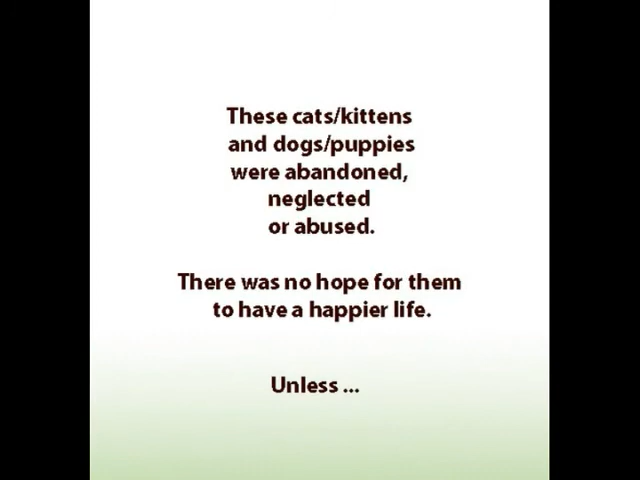 These cats/kittens
and dogs/puppies
were abandoned,
neglected
or abused.
There was no hope for them
to have a happier life.
Unless ...